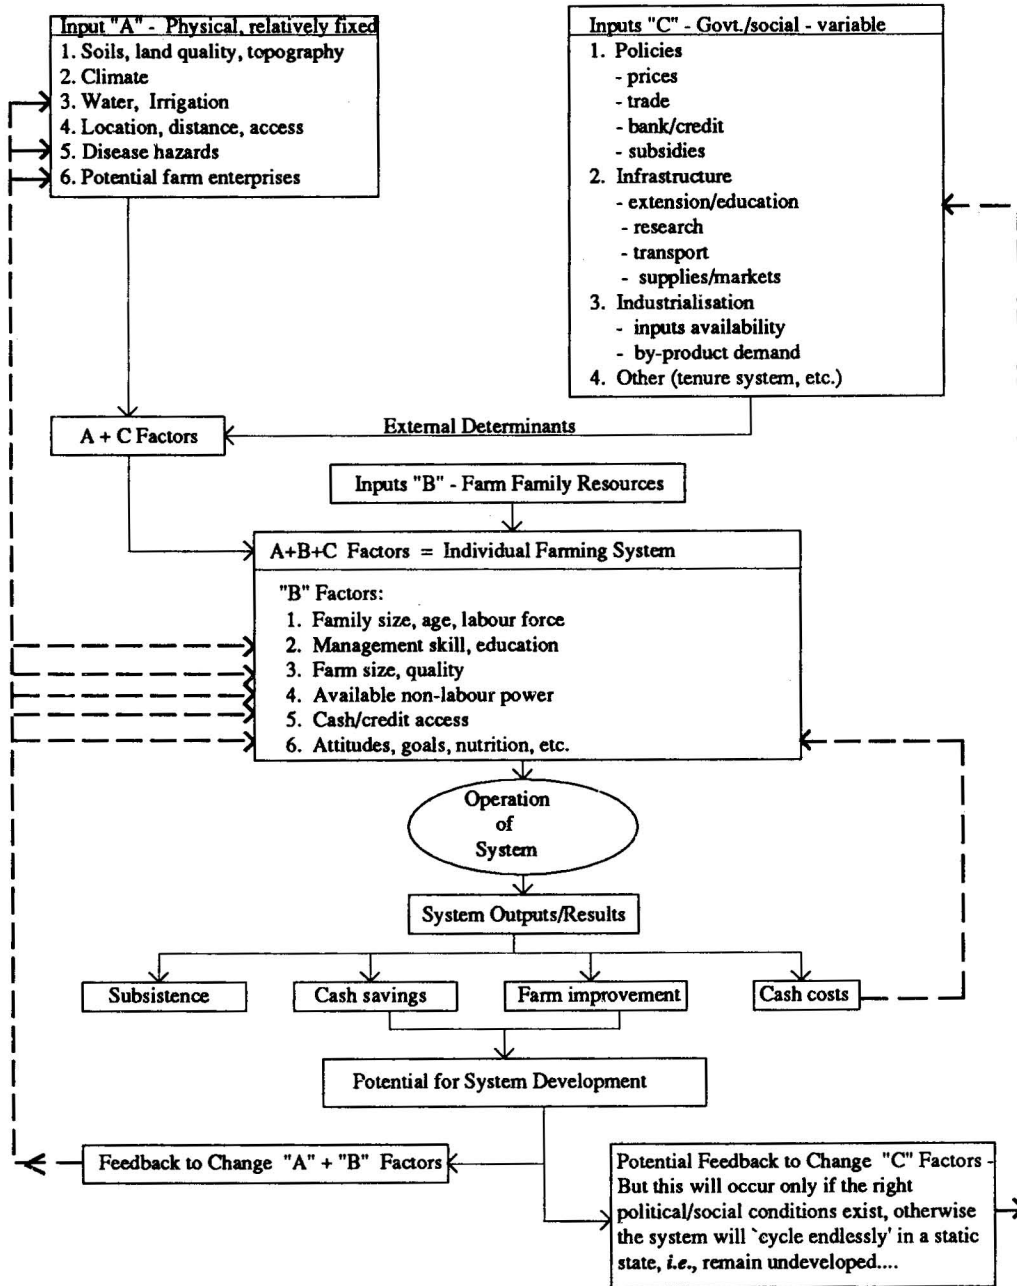 Input "A" - Physical, relatively fixed
1. Soils, land quality, topography
2. Climate
3. Water, Irrigation
4. Location, distance, access
5. Disease hazards
6. Potential farm enterprises
Inputs "C" - Govt./social - variable
1. Policies
- prices
- trade
- bank/credit
- subsidies
2. Infrastructure
- extension/education
- research
- transport
- supplies/markets
3. Industrialisation
- inputs availability
- by-product demand
4. Other (tenure system, etc.)
A + C Factors
External Determinants
Inputs "B" - Farm Family Resources
A+B+C Factors = Individual Farming System
"B" Factors:
1. Family size, age, labour force
2. Management skill, education
3. Farm size, quality
4. Available non-labour power
5. Cash/credit access
6. Attitudes, goals, nutrition, etc.
Operation
of
System
System Outputs/Results
Subsistence
Cash savings
Farm improvement
Cash costs
Potential for System Development
Feedback to Change "A" + "B" Factors
Potential Feedback to Change "C" Factors -
But this will occur only if the right
political/social conditions exist, otherwise
the system will `cycle endlessly' in a static
state, i.e., remain undeveloped....